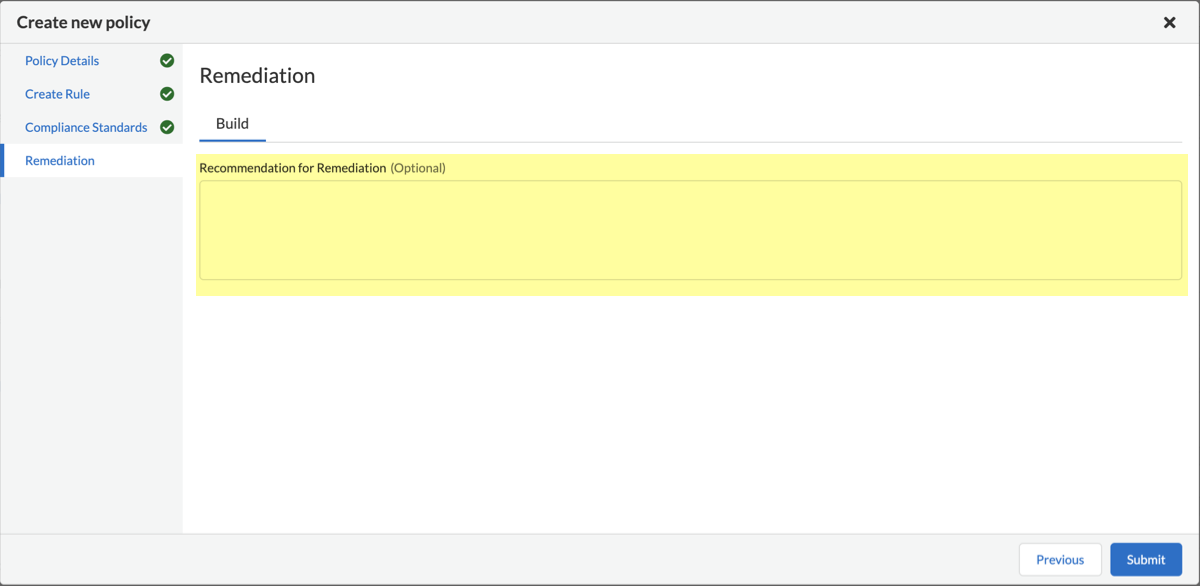 Create new policy
Policy Details
Create Rule
Compliance Standards
Remediation
Remediation
Build
Recommendation for Remediation (Optional)
Previous
Submit